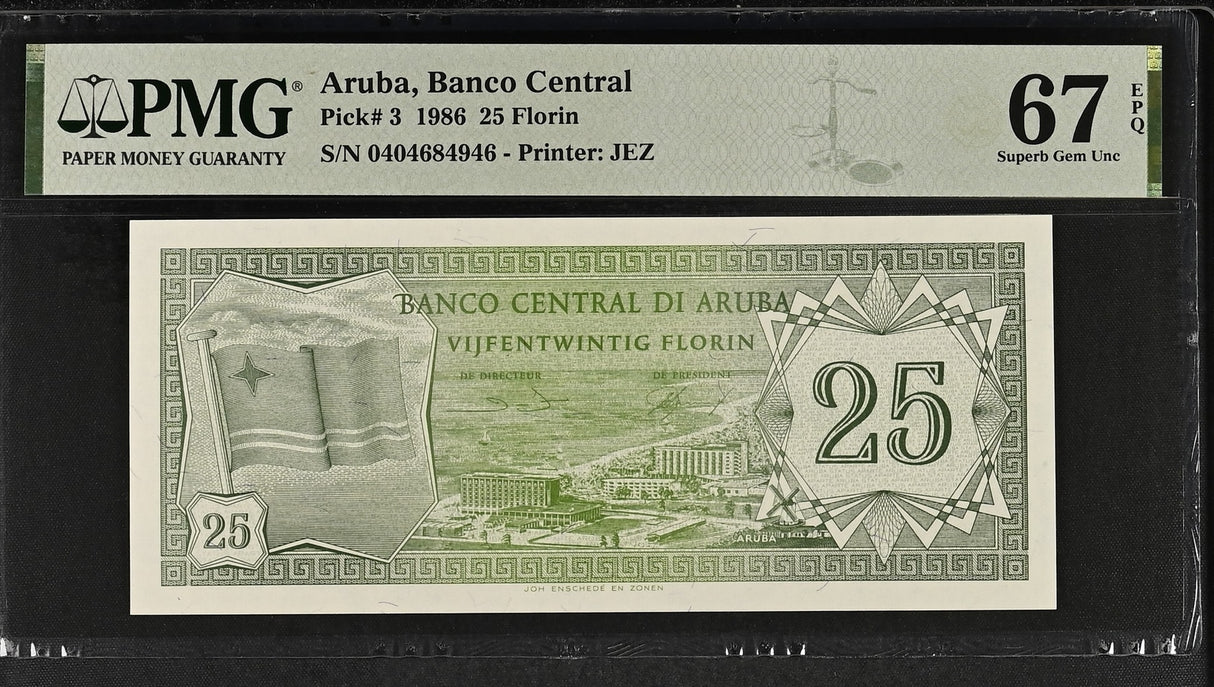 PMG®
PAPER MONEY GUARANTY
Aruba, Banco Central
Pick# 3 1986 25 Florin
S/N 0404684946 - Printer: JEZ
67
EPQ
Superb Gem Unc
BANCO CENTRAL DI ARUBA
VIJFENTWINTIG FLORIN
DE DIRECTEUR DE PRESIDENT
25
25
ARUBA
JOH ENSCHEDÉ EN ZONEN